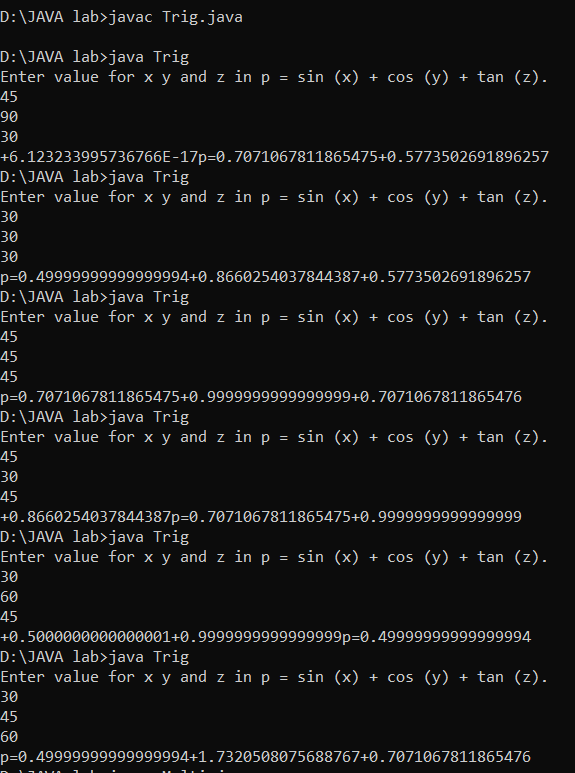 D:\JAVA lab>javac Trig.java
D:\JAVA lab>java Trig
Enter value for x y and z in p = sin (x) + cos (y) + tan (z).
45
90
30
+6.123233995736766E-17p=0.7071067811865475+0.5773502691896257
D:\JAVA lab>java Trig
Enter value for x y and z in p = sin (x) + cos (y) + tan (z).
30
30
30
p=0.49999999999999994+0.8660254037844387+0.5773502691896257
D:\JAVA lab>java Trig
Enter value for x y and z in p = sin (x) + cos (y) + tan (z).
45
45
45
p=0.7071067811865475+0.9999999999999999+0.7071067811865476
D:\JAVA lab>java Trig
Enter value for x y and z in p = sin (x) + cos (y) + tan (z).
45
30
45
+0.8660254037844387p=0.7071067811865475+0.9999999999999999
D:\JAVA lab>java Trig
Enter value for x y and z in p = sin (x) + cos (y) + tan (z).
30
60
45
+0.5000000000000001+0.9999999999999999p=0.49999999999999994
D:\JAVA lab>java Trig
Enter value for x y and z in p = sin (x) + cos (y) + tan (z).
30
45
60
p=0.49999999999999994+1.7320508075688767+0.7071067811865476